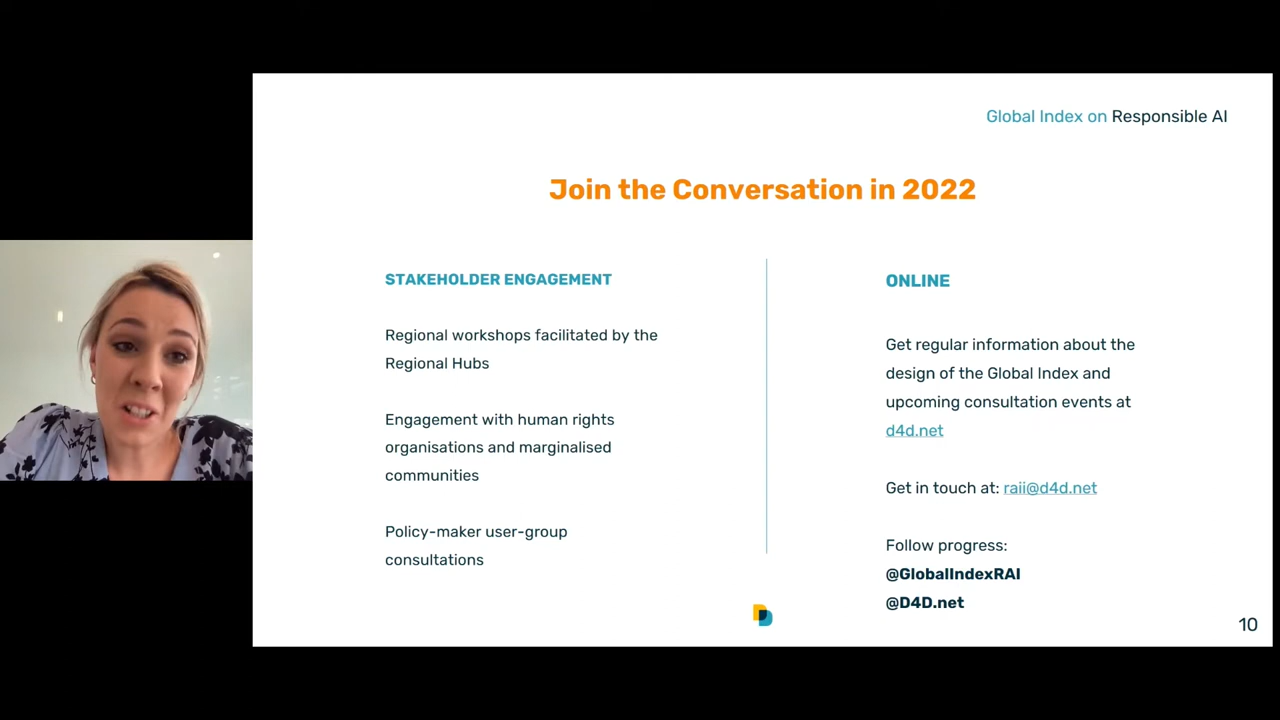 Global Index on Responsible AI
Join the Conversation in 2022
STAKEHOLDER ENGAGEMENT
Regional workshops facilitated by the
Regional Hubs
Engagement with human rights
organisations and marginalised
communities
Policy-maker user-group
consultations
ONLINE
Get regular information about the
design of the Global Index and
upcoming consultation events at
d4d.net
Get in touch at: raii@d4d.net
Follow progress:
@GlobalIndexRAI
@D4D.net
10